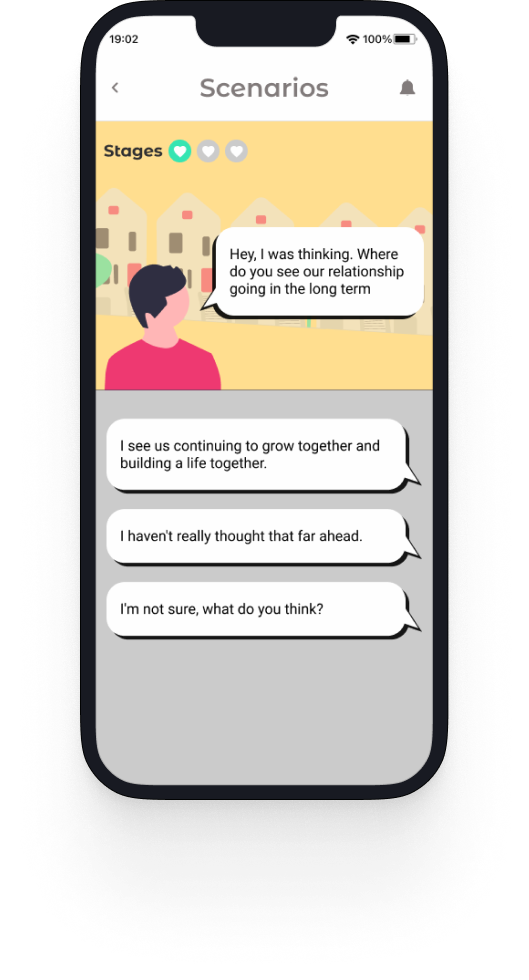 19:02
100%
Scenarios
Stages
Hey, I was thinking. Where
do you see our relationship
going in the long term
I see us continuing to grow together and
building a life together.
I haven't really thought that far ahead.
I'm not sure, what do you think?